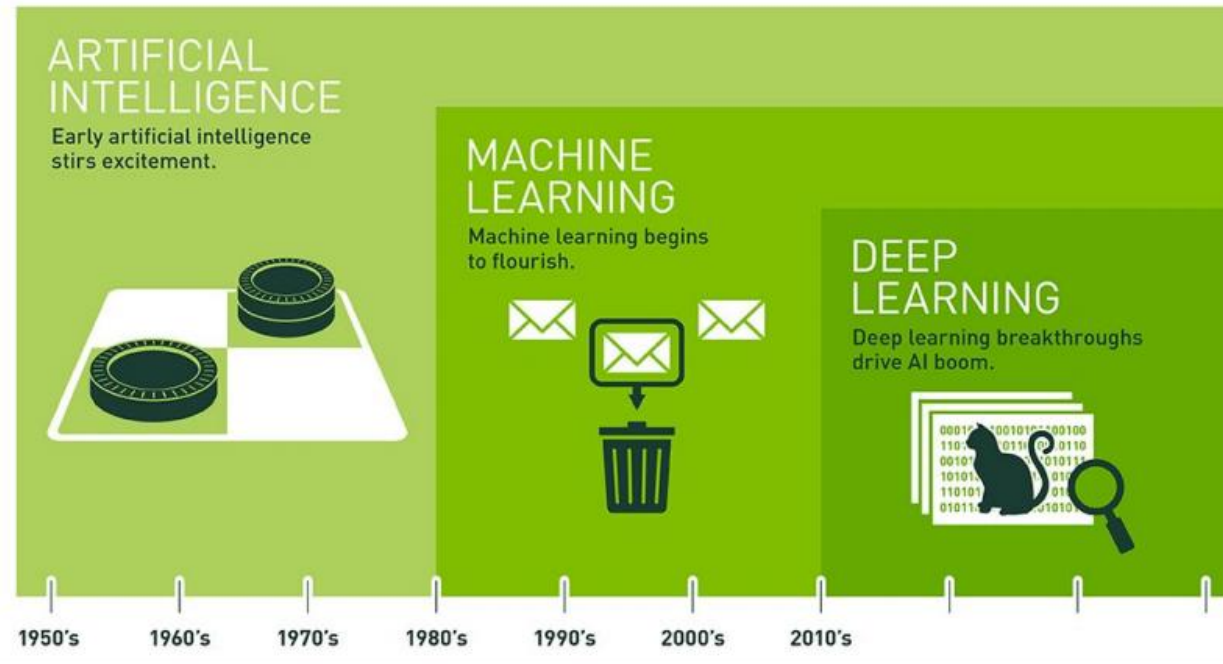 ARTIFICIAL
INTELLIGENCE
Early artificial intelligence
stirs excitement.
MACHINE
LEARNING
Machine learning begins
to flourish.
DEEP
LEARNING
Deep learning breakthroughs
drive AI boom.
1950's 1960's 1970's 1980's 1990's 2000's 2010's